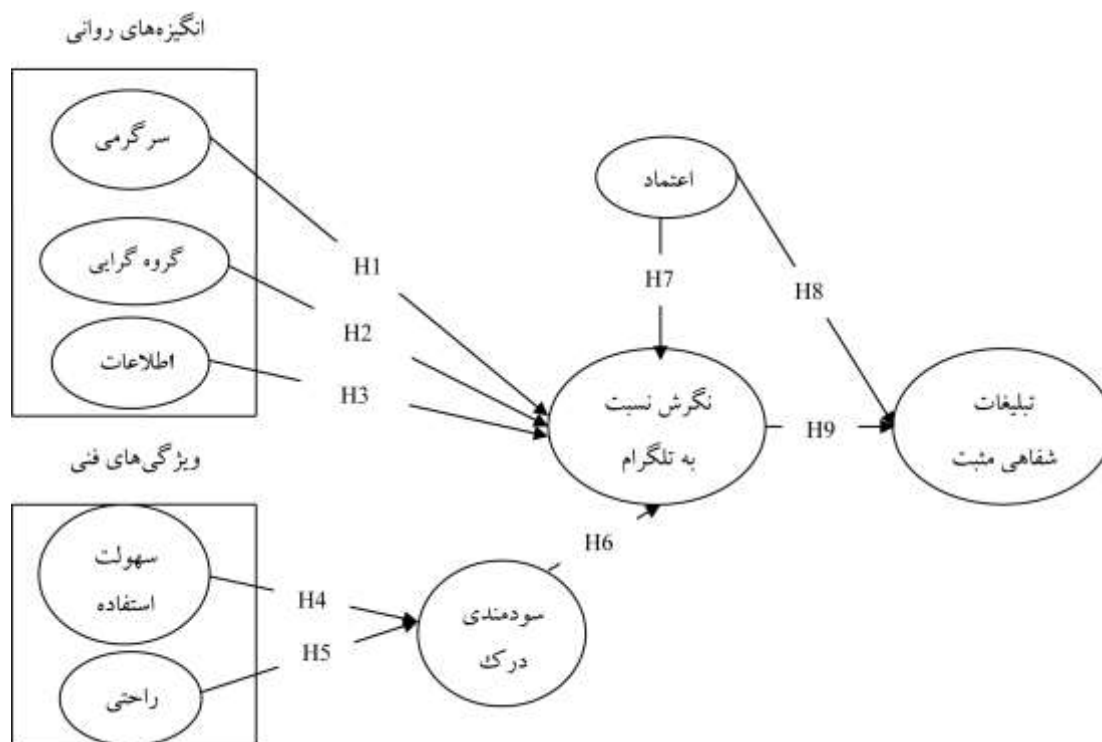 انگیزه‌های روانی
سرگرمی
گروه گرایی
اطلاعات
ویژگی‌های فنی
سهولت
استفاده
راحتی
H1
H2
H3
H4
H5
سودمندی
درک
H6
اعتماد
H7
H8
نگرش نسبت
به تلگرام
H9
تبلیغات
شفاهی مثبت